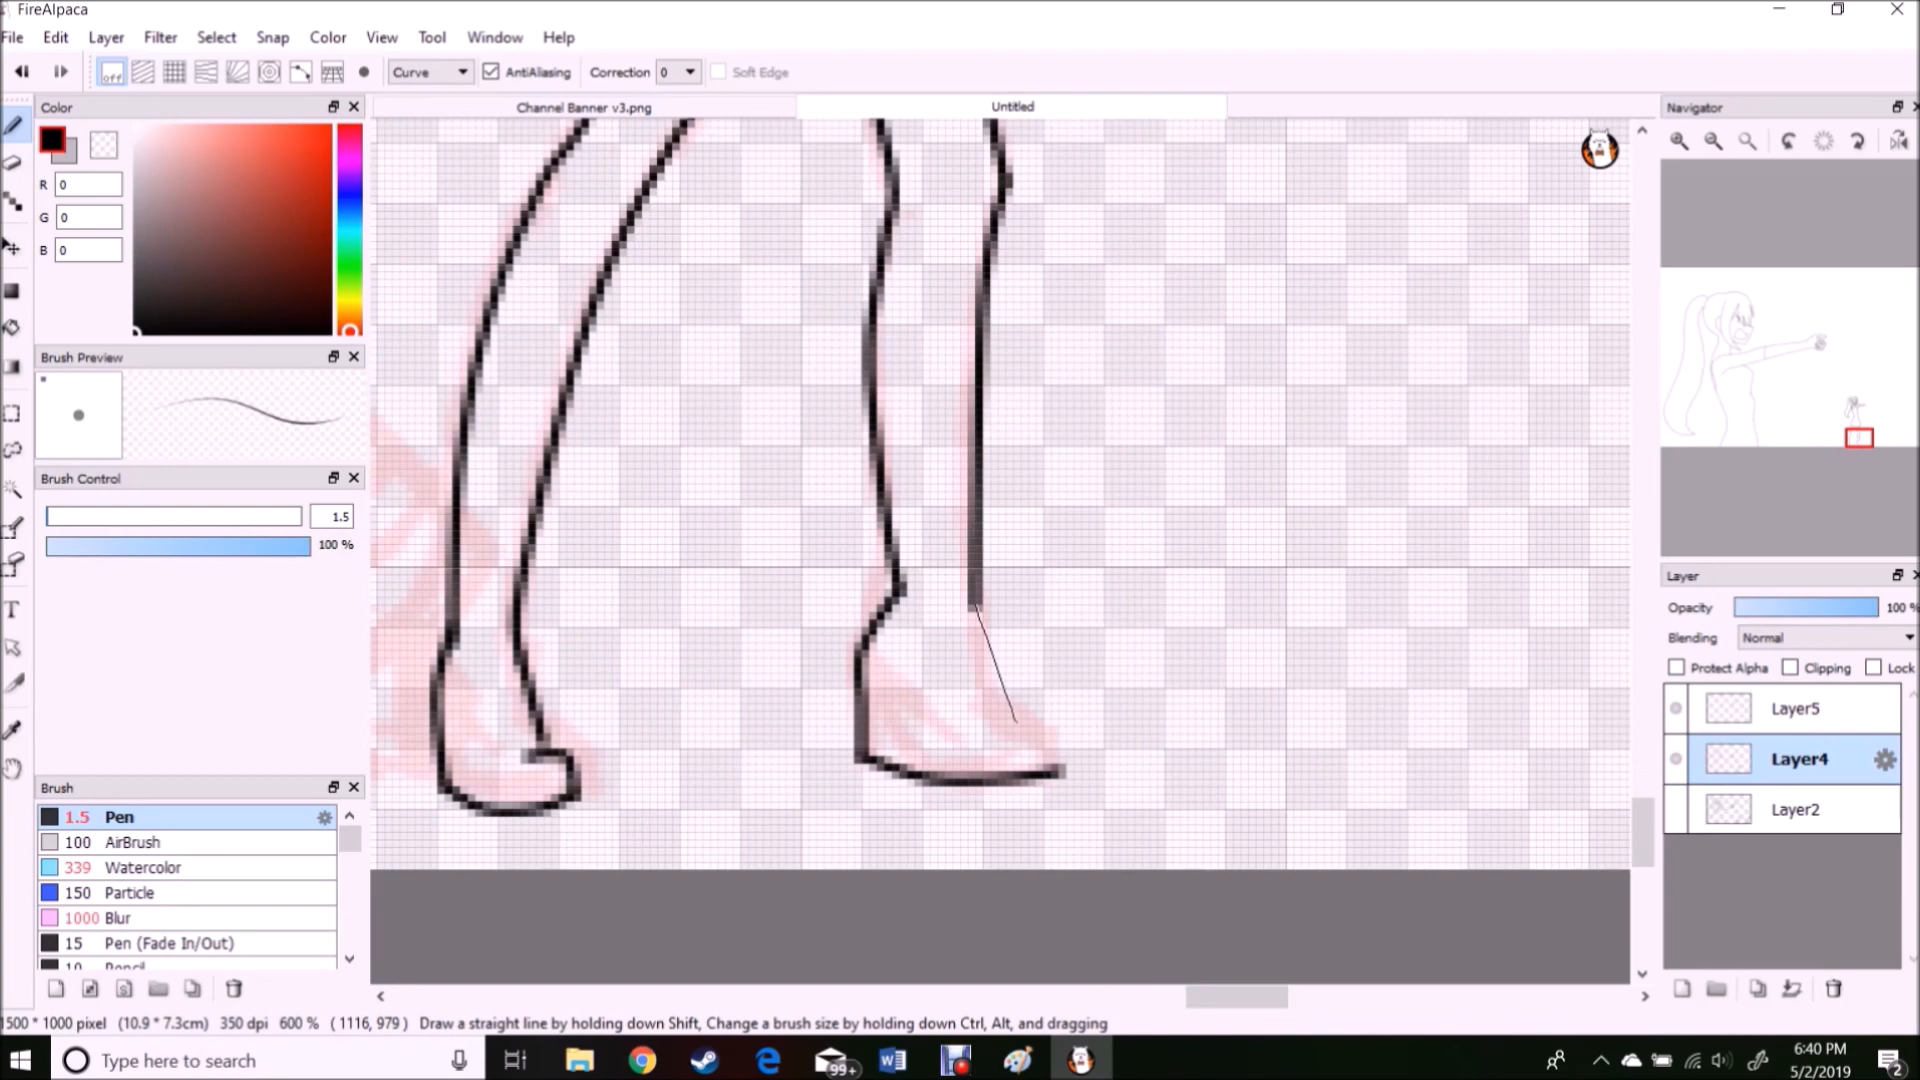 FireAlpaca
File Edit Layer Filter Select Snap Color View Tool Window Help
off Curve AntiAliasing Correction 0 Soft Edge
Color
Channel Banner v3.png
Untitled
Navigator
R 0
G 0
B 0
Brush Preview
Brush Control
1.5
100 %
Layer
Opacity 100 %
Blending Normal
Protect Alpha Clipping Lock
Layer5
Layer4
Layer2
T
Brush
1.5 Pen
100 AirBrush
339 Watercolor
150 Particle
1000 Blur
15 Pen (Fade In/Out)
10 Pencil
1500 * 1000 pixel (10.9 * 7.3cm) 350 dpi 600 % ( 1116, 979 ) Draw a straight line by holding down Shift, Change a brush size by holding down Ctrl, Alt, and dragging
Type here to search
99+
6:40 PM
5/2/2019
2